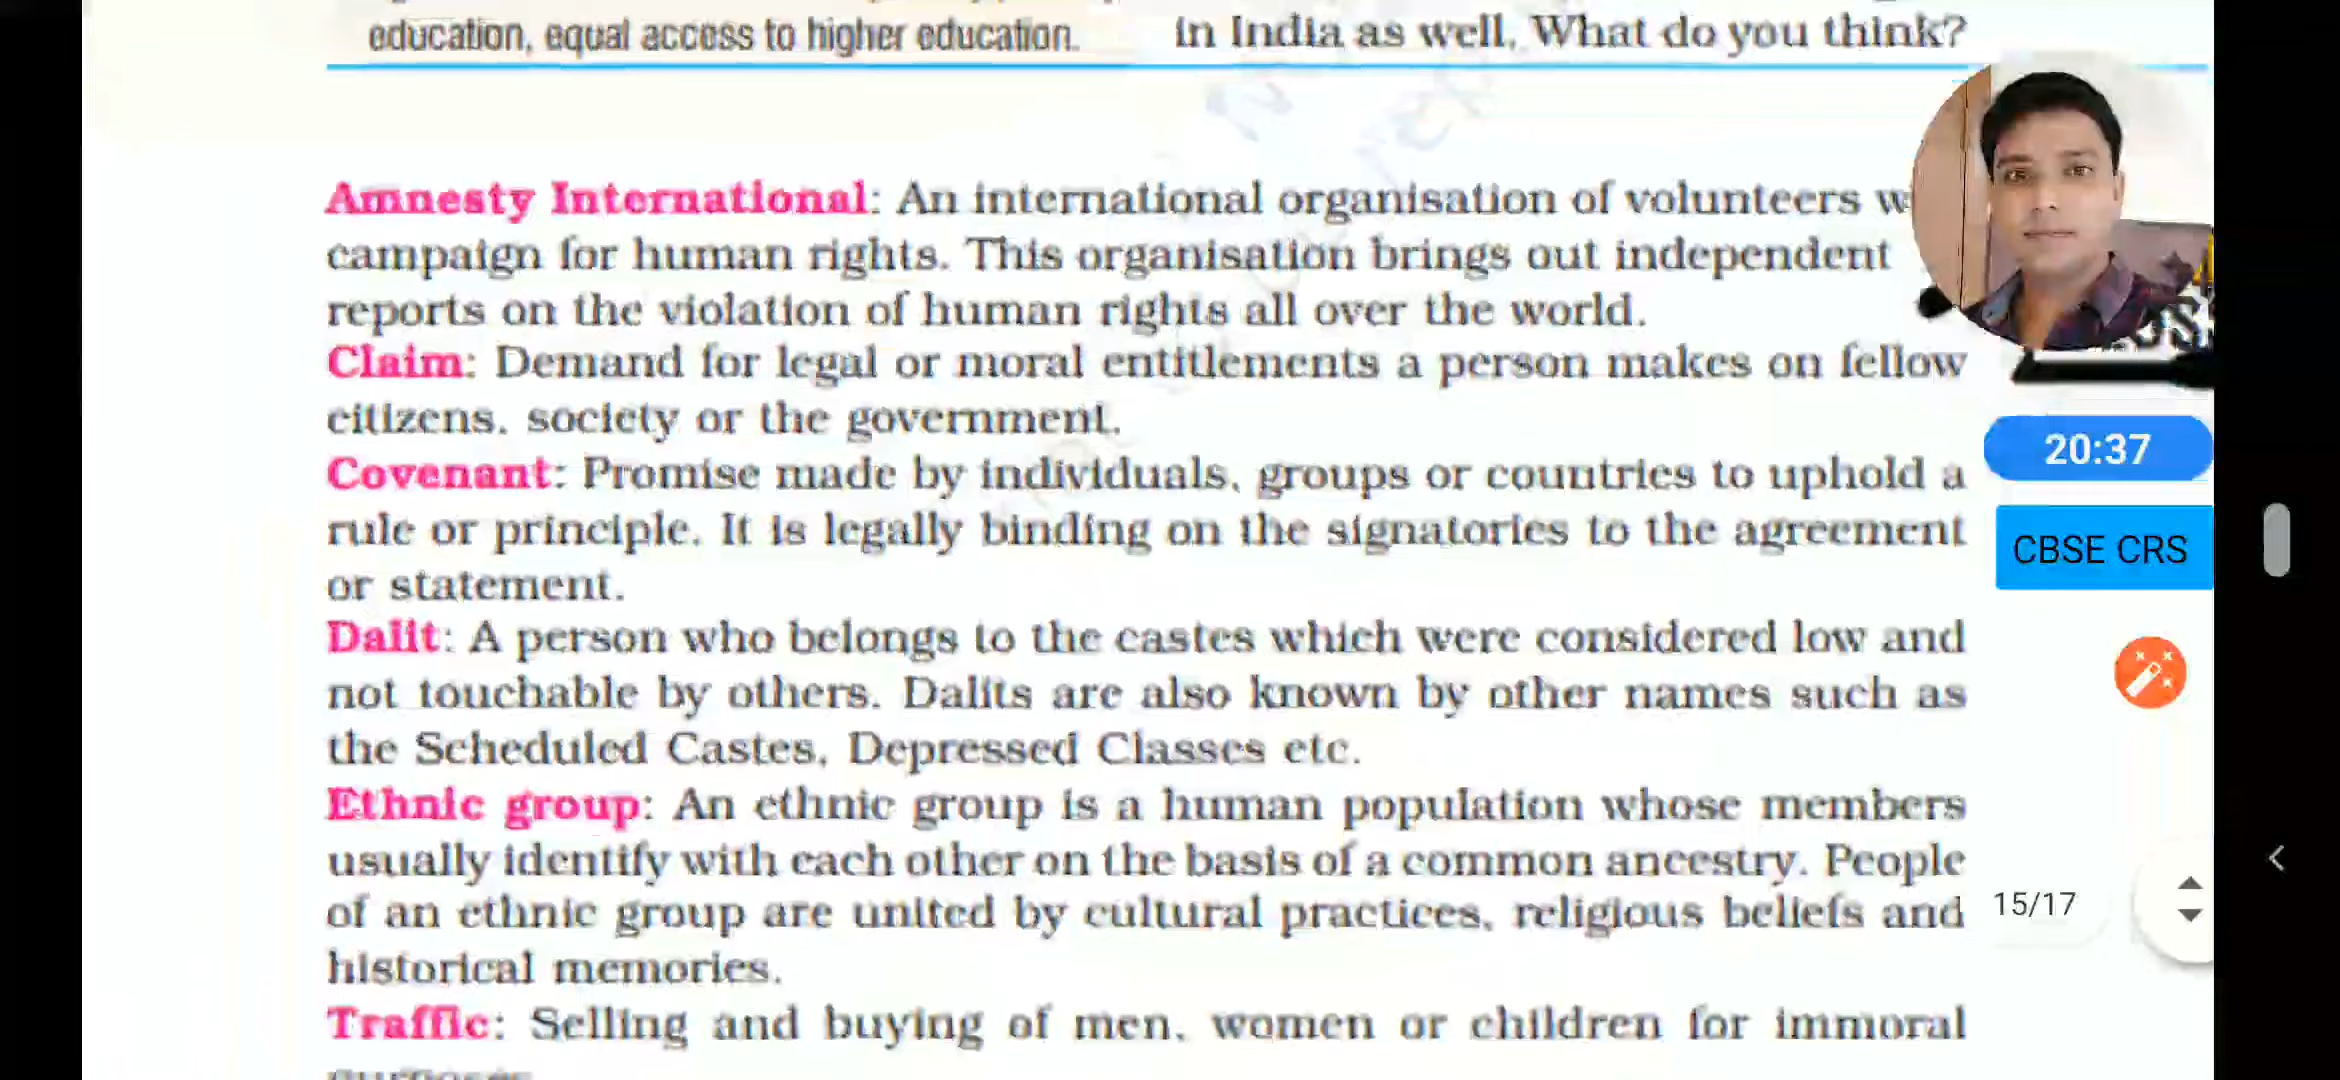 education, equal access to higher education.
in India as well. What do you think?
Amnesty International: An international organisation of volunteers
campaign for human rights. This organisation brings out independent
reports on the violation of human rights all over the world.
Claim: Demand for legal or moral entitlements a person makes on fellow
citizens, society or the government.
Covenant: Promise made by individuals, groups or countries to uphold a
rule or principle. It is legally binding on the signatories to the agreement
or statement.
Dalit: A person who belongs to the castes which were considered low and
not touchable by others. Dalits are also known by other names such as
the Scheduled Castes, Depressed Classes etc.
Ethnic group: An ethnic group is a human population whose members
usually identify with each other on the basis of a common ancestry. People
of an ethnic group are united by cultural practices, religious beliefs and
historical memories.
Traffic: Selling and buying of men, women or children for immoral
20:37
CBSE CRS
15/17